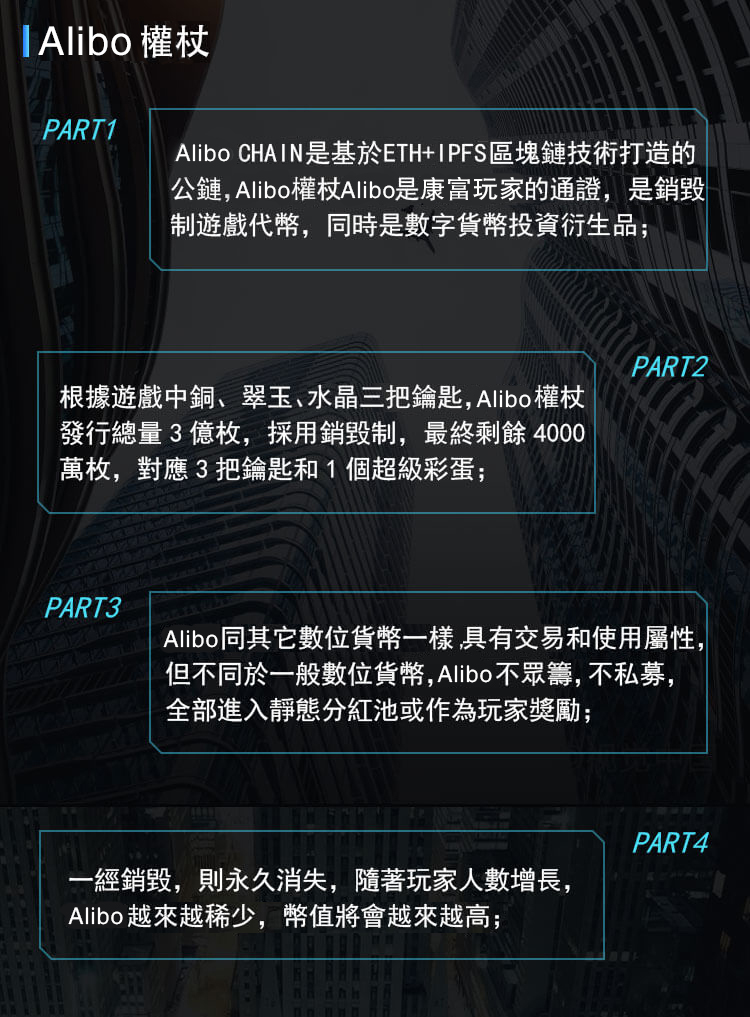 Alibo 權杖
PART1
Alibo CHAIN是基於ETH+IPFS區塊鏈技術打造的
公鏈,Alibo權杖Alibo是康富玩家的通證，是銷毀
制遊戲代幣，同時是數字貨幣投資衍生品；
PART2
根據遊戲中銅、翠玉、水晶三把鑰匙,Alibo權杖
發行總量 3 億枚，採用銷毀制，最終剩餘 4000
萬枚，對應 3 把鑰匙和 1 個超級彩蛋；
PART3
Alibo同其它數位貨幣一樣,具有交易和使用屬性,
但不同於一般數位貨幣,Alibo不眾籌,不私募，
全部進入靜態分紅池或作為玩家獎勵；
PART4
一經銷毀，則永久消失，隨著玩家人數增長，
Alibo越來越稀少，幣值將會越來越高；